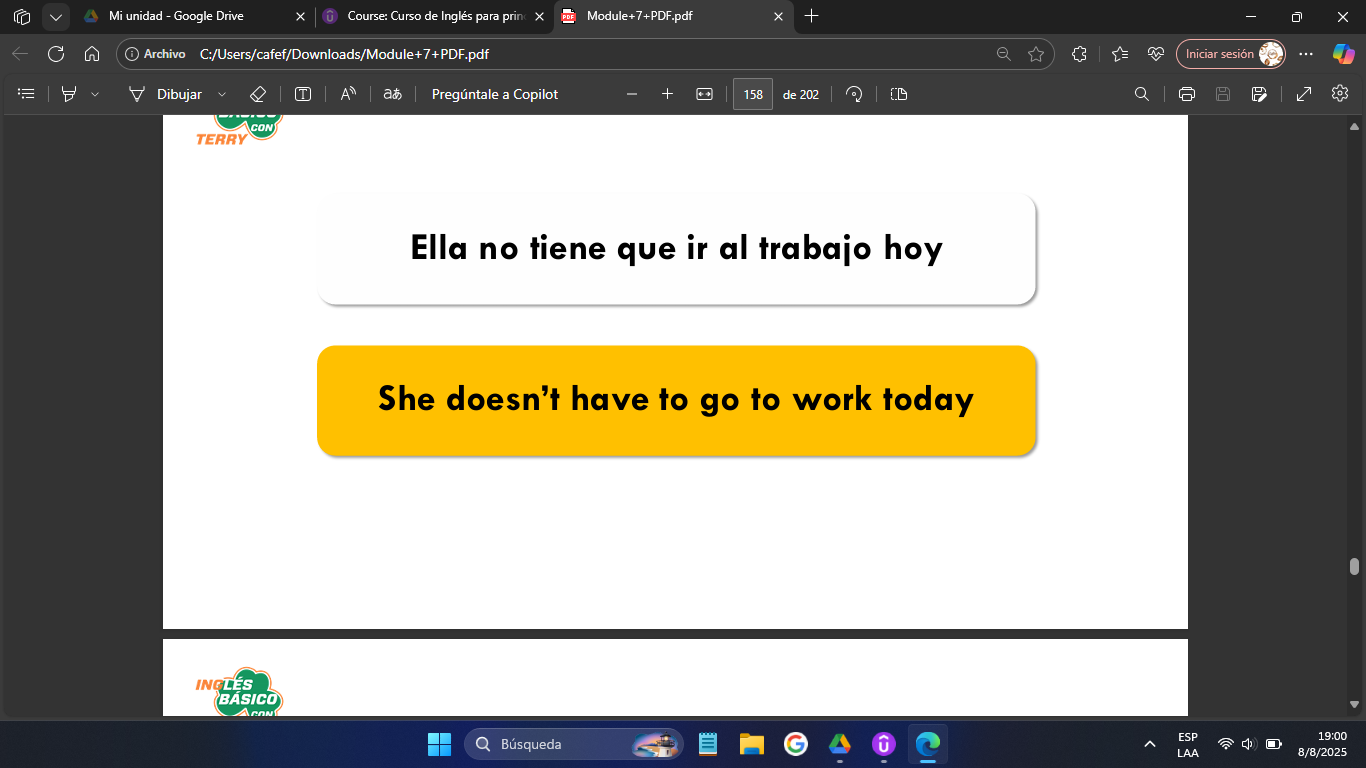 Mi unidad - Google Drive
Course: Curso de Inglés para prin
Module+7+PDF.pdf
Archivo
C:/Users/cafef/Downloads/Module+7+PDF.pdf
Iniciar sesión
Dibujar
Pregúntale a Copilot
158
de 202
CON
TERRY
Ella no tiene que ir al trabajo hoy
She doesn't have to go to work today
INGLÉS
BÁSICO
CON
Búsqueda
ESP
LAA
19:00
8/8/2025